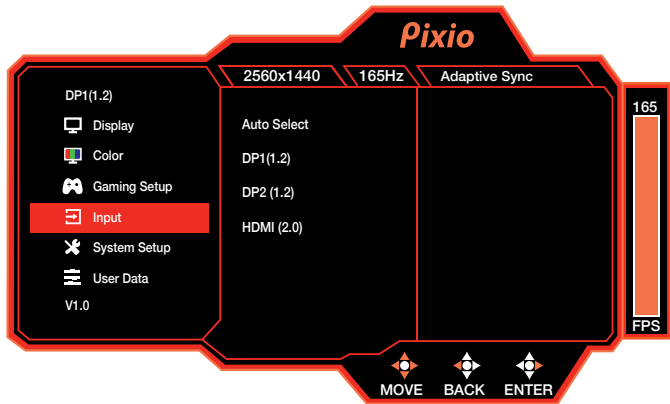 Pixio
2560x1440 165Hz Adaptive Sync
DP1(1.2)
Display
Color
Gaming Setup
Input
System Setup
User Data
V1.0
Auto Select
DP1(1.2)
DP2 (1.2)
HDMI (2.0)
165
FPS
MOVE BACK ENTER